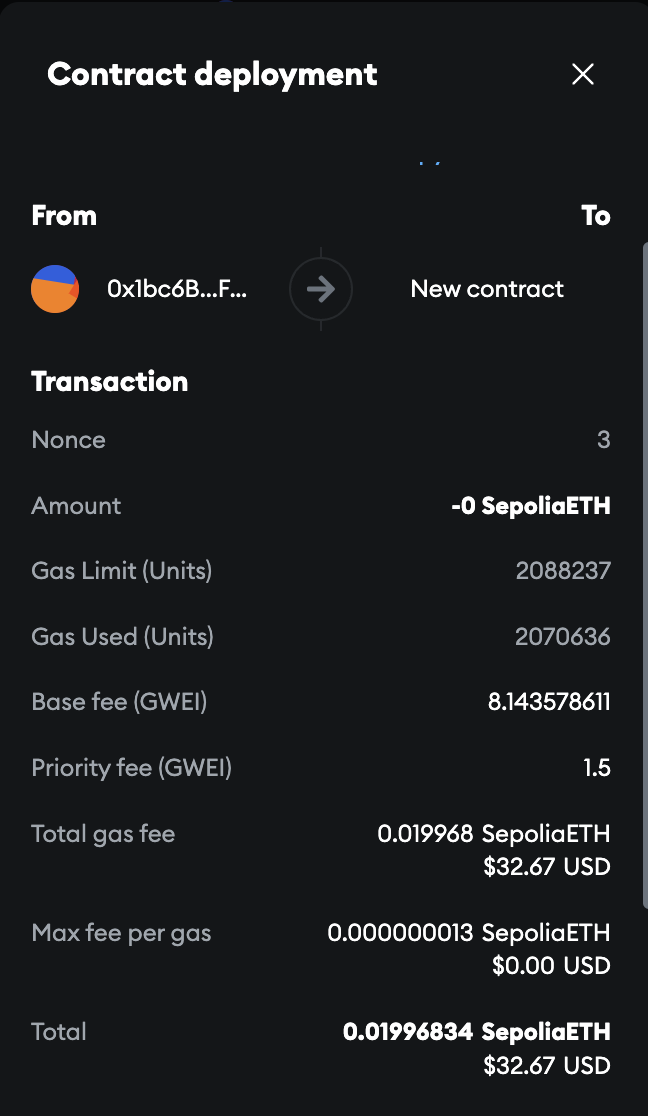 Contract deployment
From To
0x1bc6B...F... New contract
Transaction
Nonce 3
Amount -0 SepoliaETH
Gas Limit (Units) 2088237
Gas Used (Units) 2070636
Base fee (GWEI) 8.143578611
Priority fee (GWEI) 1.5
Total gas fee 0.019968 SepoliaETH
$32.67 USD
Max fee per gas 0.000000013 SepoliaETH
$0.00 USD
Total 0.01996834 SepoliaETH
$32.67 USD